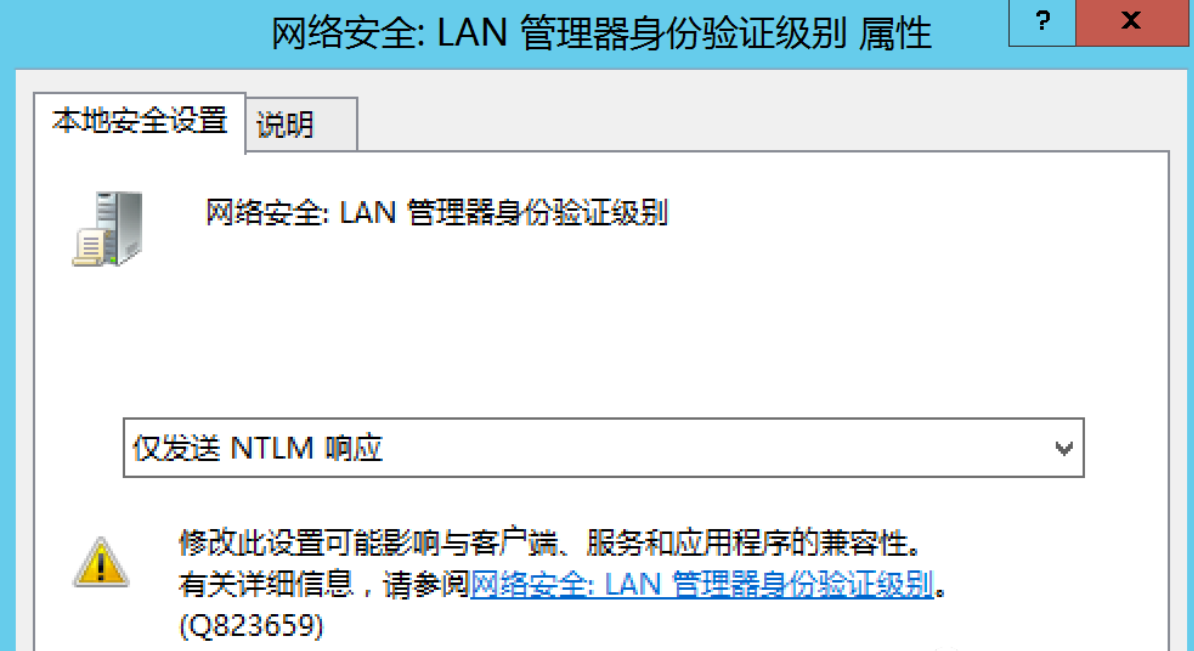 网络安全: LAN 管理器身份验证级别 属性
? x
本地安全设置 说明
网络安全: LAN 管理器身份验证级别
仅发送 NTLM 响应
修改此设置可能影响与客户端、服务和应用程序的兼容性。
有关详细信息，请参阅网络安全: LAN 管理器身份验证级别。
(Q823659)